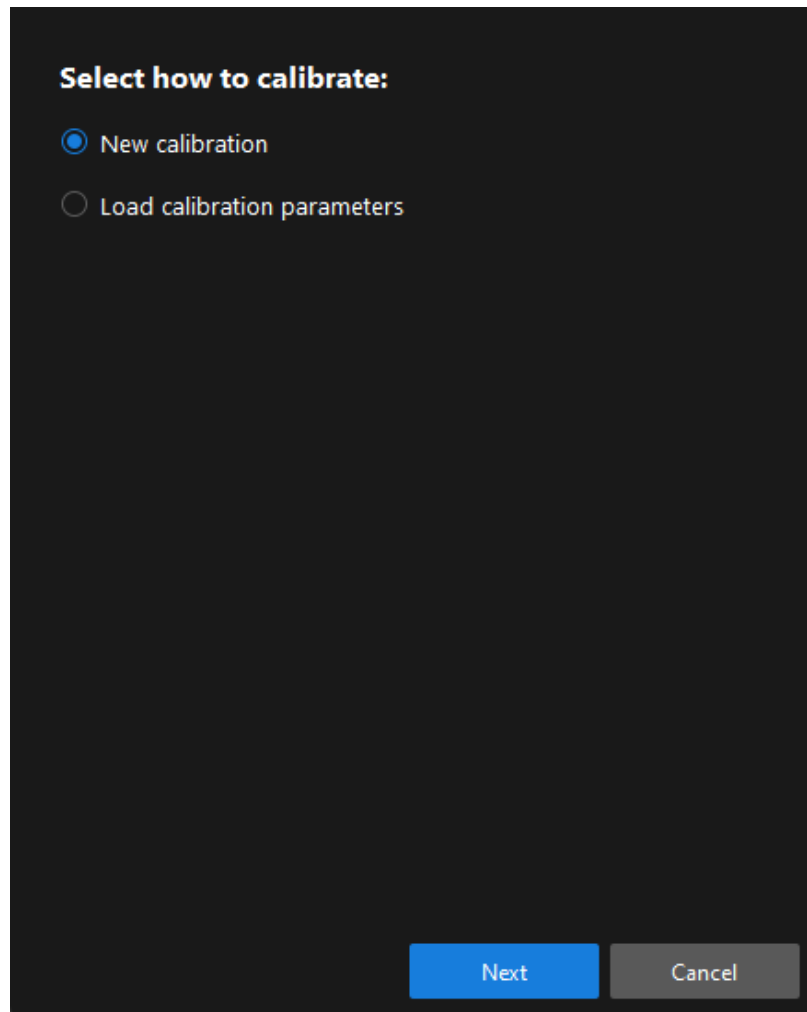 Select how to calibrate:
New calibration
Load calibration parameters
Next
Cancel